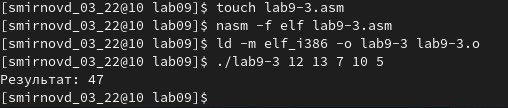 [smirnovd_03_22@10 lab09]$ touch lab9-3.asm
[smirnovd_03_22@10 lab09]$ nasm -f elf lab9-3.asm
[smirnovd_03_22@10 lab09]$ ld -m elf_i386 -o lab9-3 lab9-3.o
[smirnovd_03_22@10 lab09]$ ./lab9-3 12 13 7 10 5
Результат: 47
[smirnovd_03_22@10 lab09]$